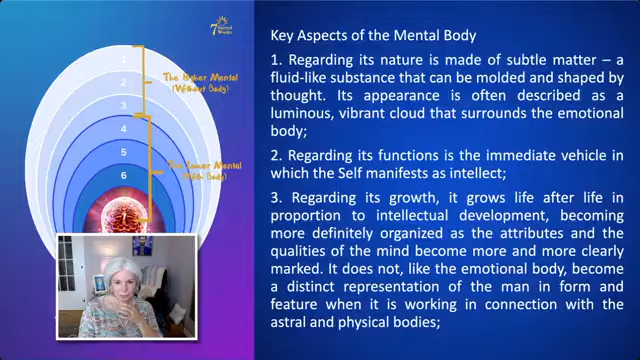 7 Eternal Works
1
2
3
4
5
6
7
The Higher Mental
(Without Body)
The Lower Mental
(With Body)
Key Aspects of the Mental Body
1. Regarding its nature is made of subtle matter – a
fluid-like substance that can be molded and shaped by
thought. Its appearance is often described as a
luminous, vibrant cloud that surrounds the emotional
body;
2. Regarding its functions is the immediate vehicle in
which the Self manifests as intellect;
3. Regarding its growth, it grows life after life in
proportion to intellectual development, becoming
more definitely organized as the attributes and the
qualities of the mind become more and more clearly
marked. It does not, like the emotional body, become
a distinct representation of the man in form and
feature when it is working in connection with the
astral and physical bodies;